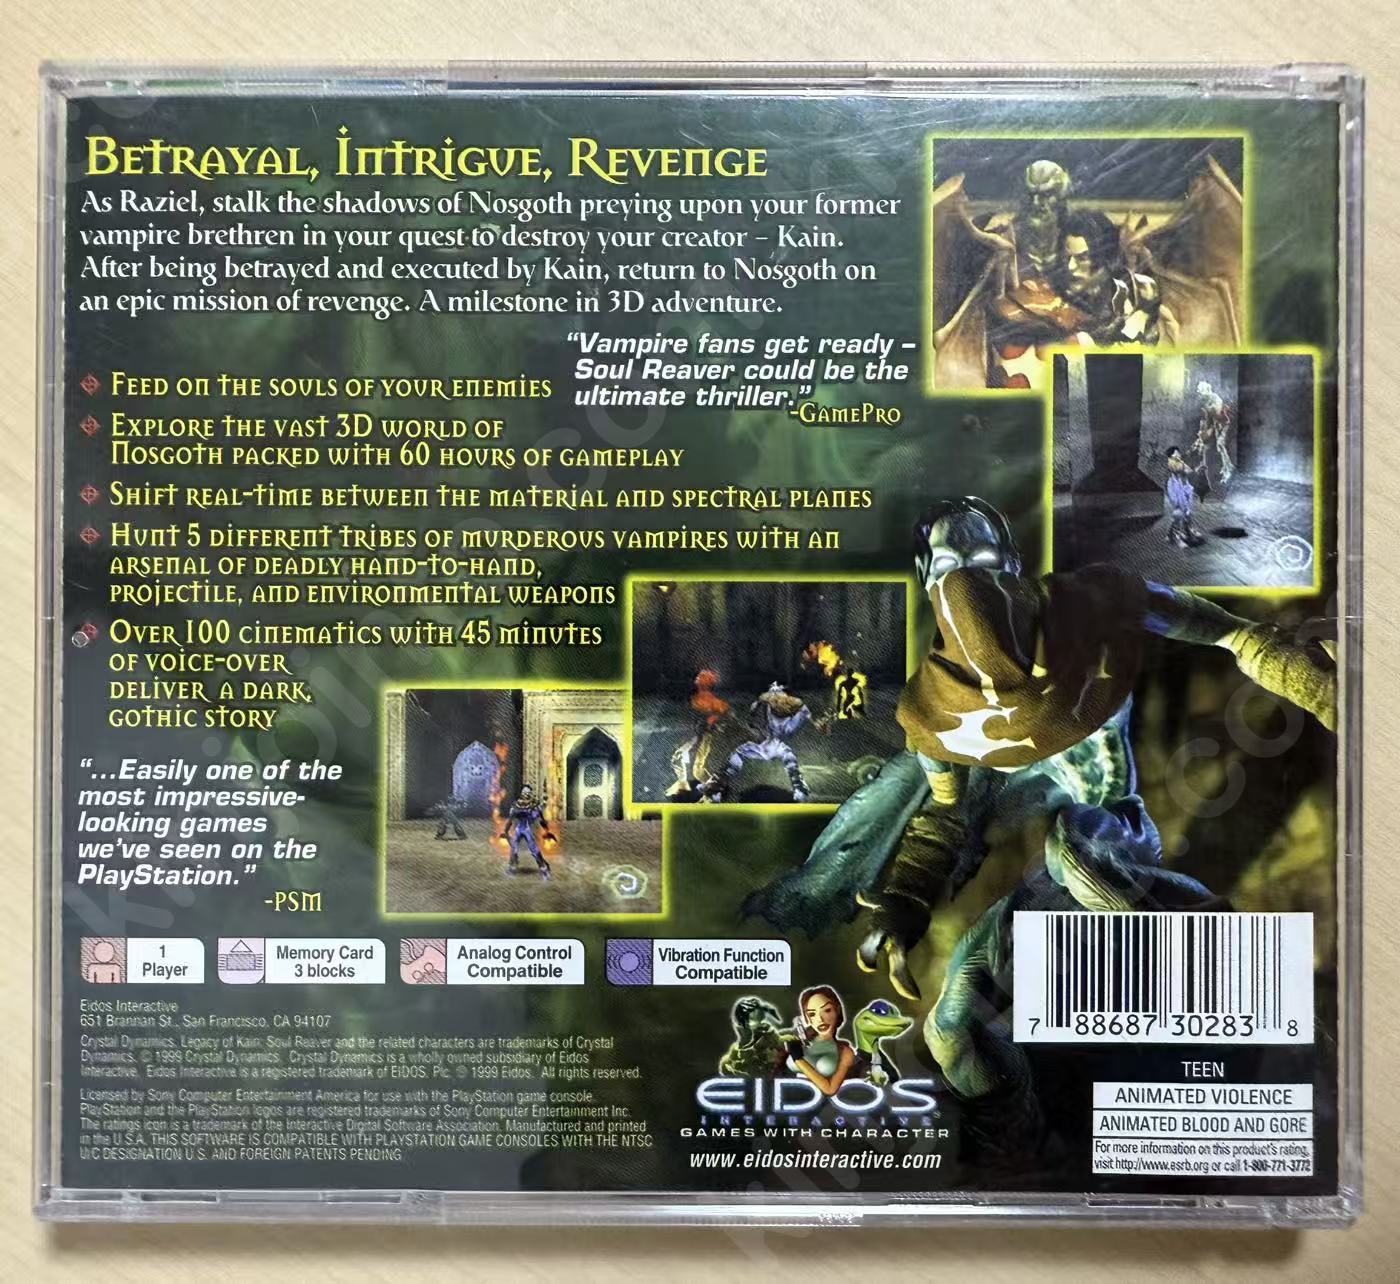 Betrayal, Intrigue, Revenge
As Raziel, stalk the shadows of Nosgoth preying upon your former
vampire brethren in your quest to destroy your creator – Kain.
After being betrayed and executed by Kain, return to Nosgoth on
an epic mission of revenge. A milestone in 3D adventure.
“Vampire fans get ready –
Soul Reaver could be the
ultimate thriller.”
-GamePro
Feed on the souls of your enemies
Explore the vast 3D world of
Nosgoth packed with 60 hours of gameplay
Shift real-time between the material and spectral planes
Hunt 5 different tribes of murderous vampires with an
arsenal of deadly hand-to-hand,
projectile, and environmental weapons
Over 100 cinematics with 45 minutes
of voice-over
deliver a dark,
gothic story
“...Easily one of the
most impressive-
looking games
we’ve seen on the
PlayStation.”
-PSM
1
Player
Memory Card
3 blocks
Analog Control
Compatible
Vibration Function
Compatible
Eidos Interactive
651 Brannan St., San Francisco, CA 94107
Crystal Dynamics, Legacy of Kain: Soul Reaver and the related characters are trademarks of Crystal
Dynamics. © 1999 Crystal Dynamics. Crystal Dynamics is a wholly owned subsidiary of Eidos
Interactive. Eidos Interactive is a registered trademark of EIDOS, Plc. © 1999 Eidos. All rights reserved.
Licensed by Sony Computer Entertainment America for use with the PlayStation game console.
PlayStation and the PlayStation logos are registered trademarks of Sony Computer Entertainment Inc.
The ratings icon is a trademark of the Interactive Digital Software Association. Manufactured and printed
in the U.S.A. THIS SOFTWARE IS COMPATIBLE WITH PLAYSTATION GAME CONSOLES WITH THE NTSC
U/C DESIGNATION U.S. AND FOREIGN PATENTS PENDING
EIDOS
INTERACTIVE
GAMES WITH CHARACTER
www.eidosinteractive.com
7 88687 30283 8
TEEN
ANIMATED VIOLENCE
ANIMATED BLOOD AND GORE
For more information on this product's rating,
visit http://www.esrb.org or call 1-800-771-3772